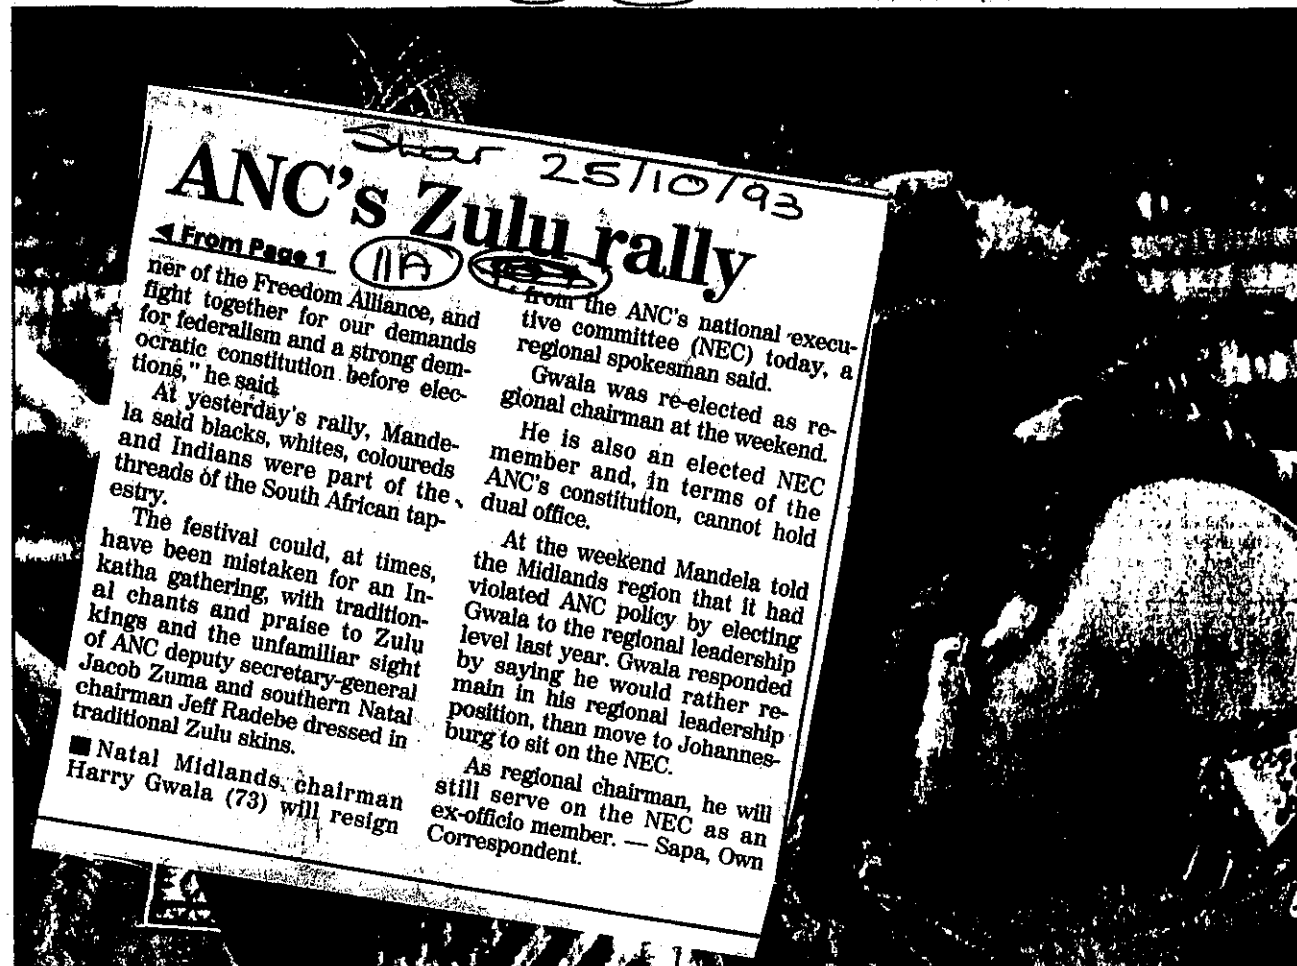 Star 25/10/93
ANC's Zulu rally
◄ From Page 1
11A
ner of the Freedom Alliance, and
fight together for our demands
for federalism and a strong dem-
ocratic constitution before elec-
tions," he said.
At yesterday's rally, Mande-
la said blacks, whites, coloureds
and Indians were part of the
threads of the South African tap-
estry.
The festival could, at times,
have been mistaken for an In-
katha gathering, with tradition-
al chants and praise to Zulu
kings and the unfamiliar sight
of ANC deputy secretary-general
Jacob Zuma and southern Natal
chairman Jeff Radebe dressed in
traditional Zulu skins.
■ Natal Midlands chairman
Harry Gwala (73) will resign
from the ANC's national execu-
tive committee (NEC) today, a
regional spokesman said.
Gwala was re-elected as re-
gional chairman at the weekend.
He is also an elected NEC
member and, in terms of the
ANC's constitution, cannot hold
dual office.
At the weekend Mandela told
the Midlands region that it had
violated ANC policy by electing
Gwala to the regional leadership
level last year. Gwala responded
by saying he would rather re-
main in his regional leadership
position, than move to Johannes-
burg to sit on the NEC.
As regional chairman, he will
still serve on the NEC as an
ex-officio member. — Sapa, Own
Correspondent.